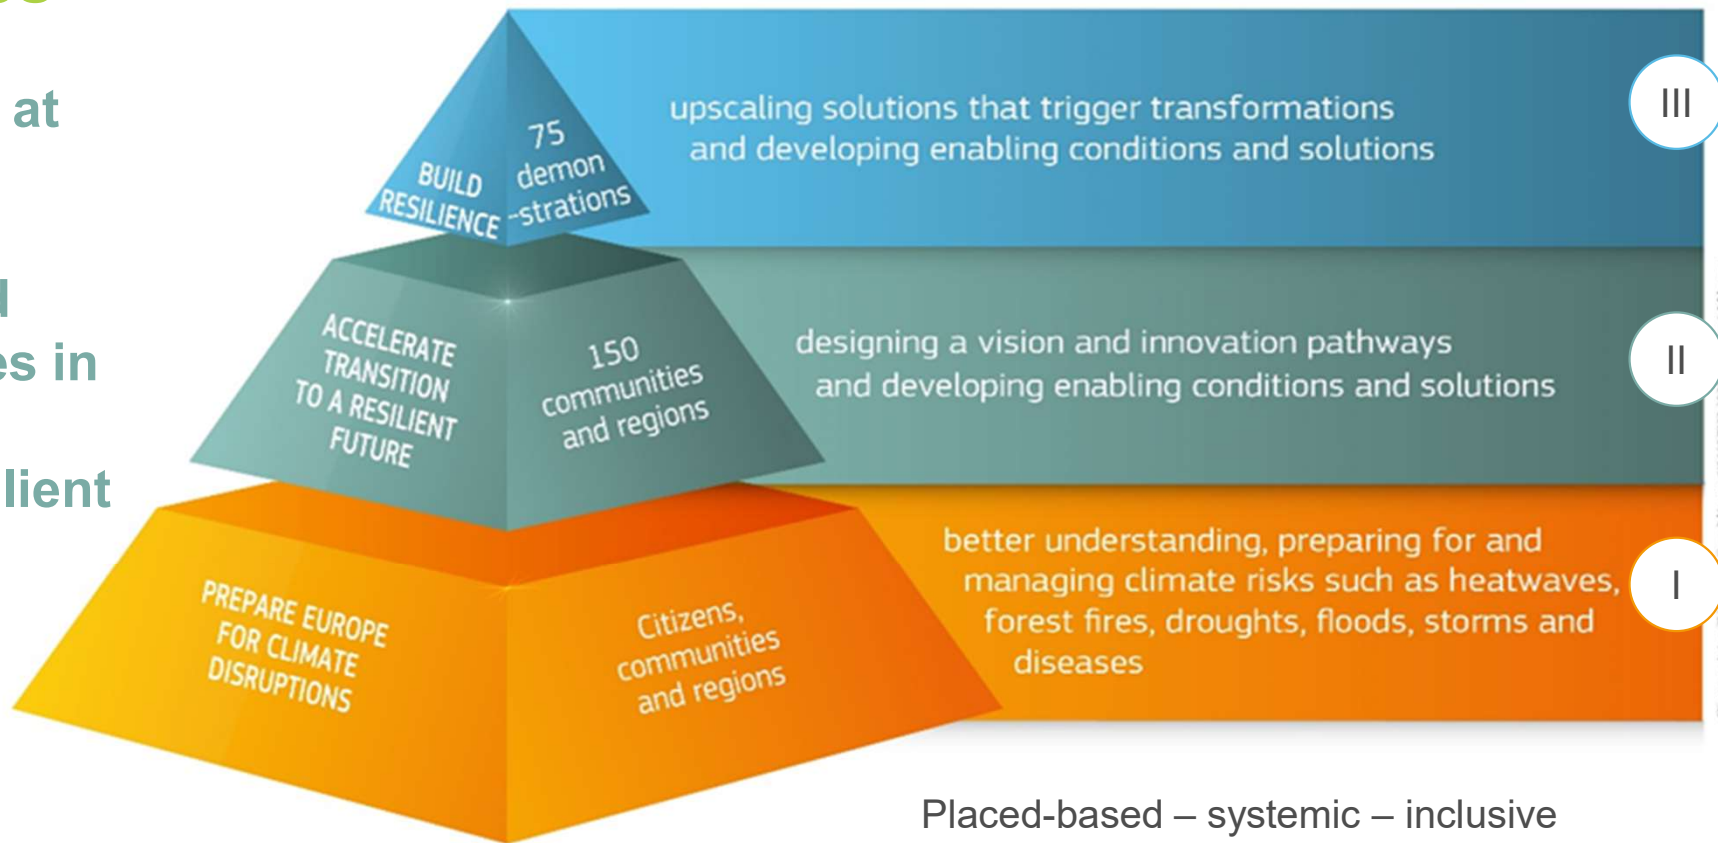 at
es in
lient
BUILD
RESILIENCE
75
demon
-strations
upscaling solutions that trigger transformations
and developing enabling conditions and solutions
III
ACCELERATE
TRANSITION
TO A RESILIENT
FUTURE
150
communities
and regions
designing a vision and innovation pathways
and developing enabling conditions and solutions
II
PREPARE EUROPE
FOR CLIMATE
DISRUPTIONS
Citizens,
communities
and regions
better understanding, preparing for and
managing climate risks such as heatwaves,
forest fires, droughts, floods, storms and
diseases
I
Placed-based – systemic – inclusive